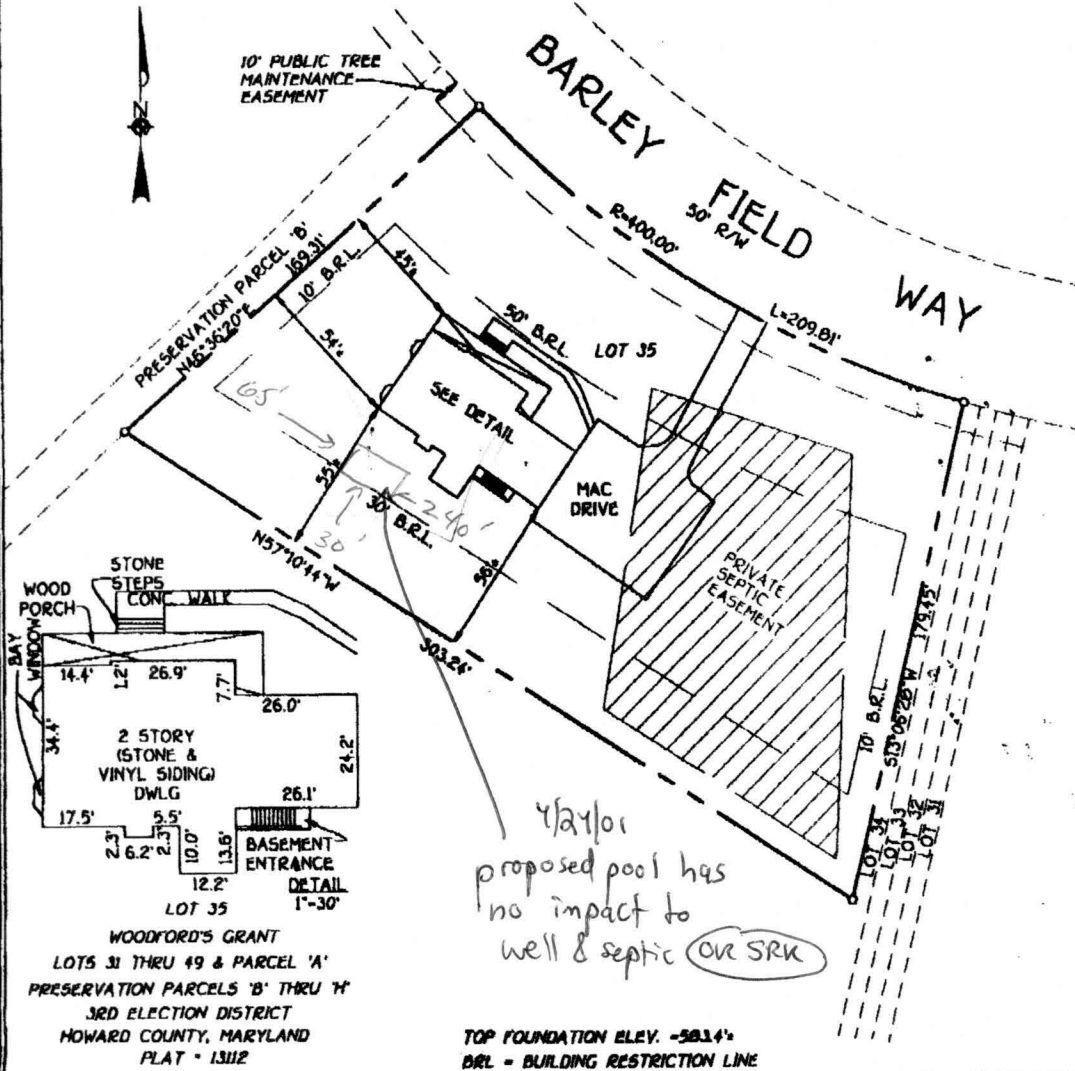 10' PUBLIC TREE
MAINTENANCE
EASEMENT
N
BARLEY
FIELD
WAY
50' R/W
R=400.00'
L=209.81'
PRESERVATION PARCEL 'B'
N46°36'20"E
169.31'
10' B.R.L.
45'±
54'±
50' B.R.L.
LOT 35
SEE DETAIL
65'
55'±
30' B.R.L.
30'
240'
N57°10'44"W
303.24'
56'±
MAC
DRIVE
PRIVATE
SEPTIC
EASEMENT
10' B.R.L.
S13°05'28"W 179.45'
LOT 34
LOT 33
LOT 32
LOT 31
STONE
STEPS
WOOD
PORCH
CONC. WALK
BAY
WINDOW
14.4'
1.2'
26.9'
7.7'
26.0'
34.4'
2 STORY
(STONE &
VINYL SIDING)
DWLG
24.2'
26.1'
17.5'
5.5'
2.3'
6.2'
2.3'
10.0'
13.6'
12.2'
BASEMENT
ENTRANCE
DETAIL
1"-30'
LOT 35
WOODFORD'S GRANT
LOTS 31 THRU 49 & PARCEL 'A'
PRESERVATION PARCELS 'B' THRU 'H'
3RD ELECTION DISTRICT
HOWARD COUNTY, MARYLAND
PLAT - 13112
4/24/01
proposed pool has
no impact to
well & septic OK SRK
TOP FOUNDATION ELEV. =583.4'±
BRL = BUILDING RESTRICTION LINE